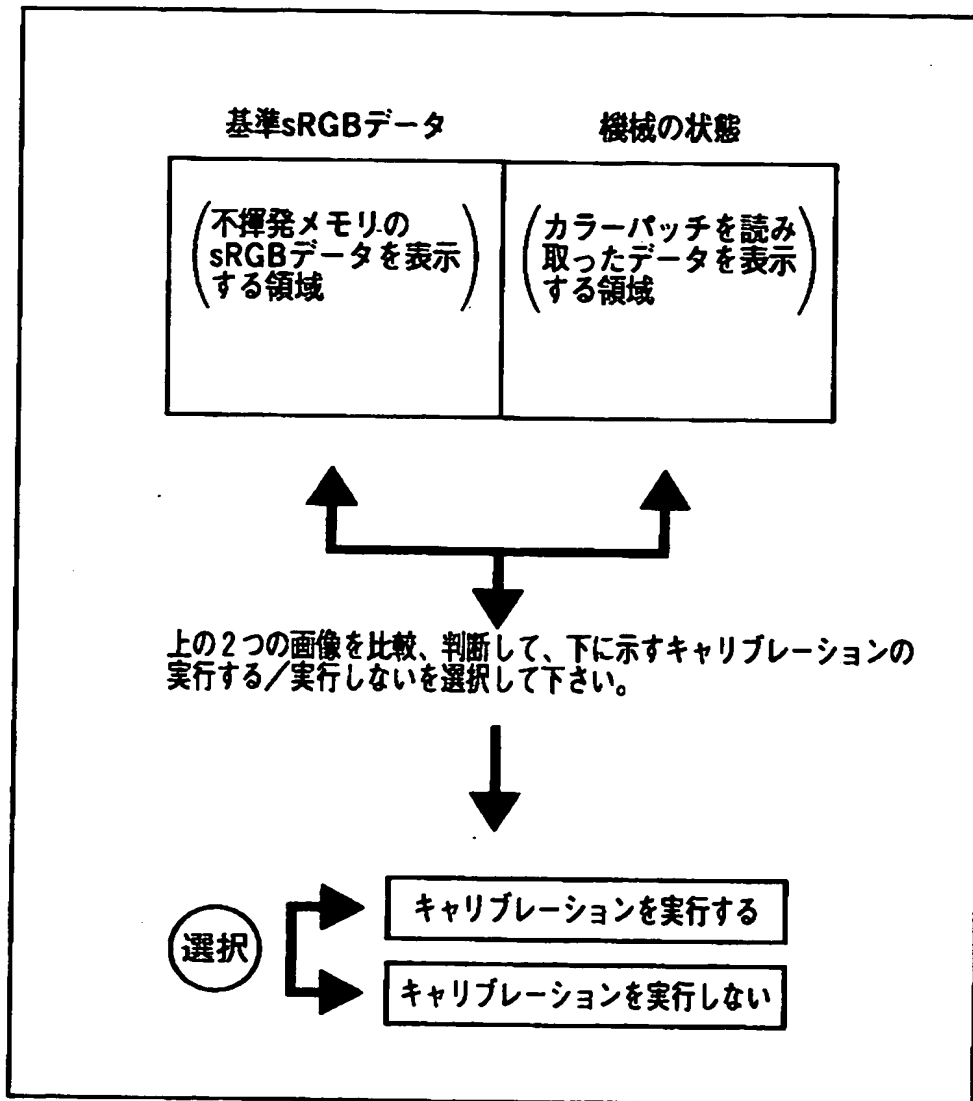 基準sRGBデータ
機械の状態
不揮発メモリの
sRGBデータを表示
する領域
カラーパッチを読み
取ったデータを表示
する領域
上の2つの画像を比較、判断して、下に示すキャリブレーションの
実行する/実行しないを選択して下さい。
選択
キャリブレーションを実行する
キャリブレーションを実行しない